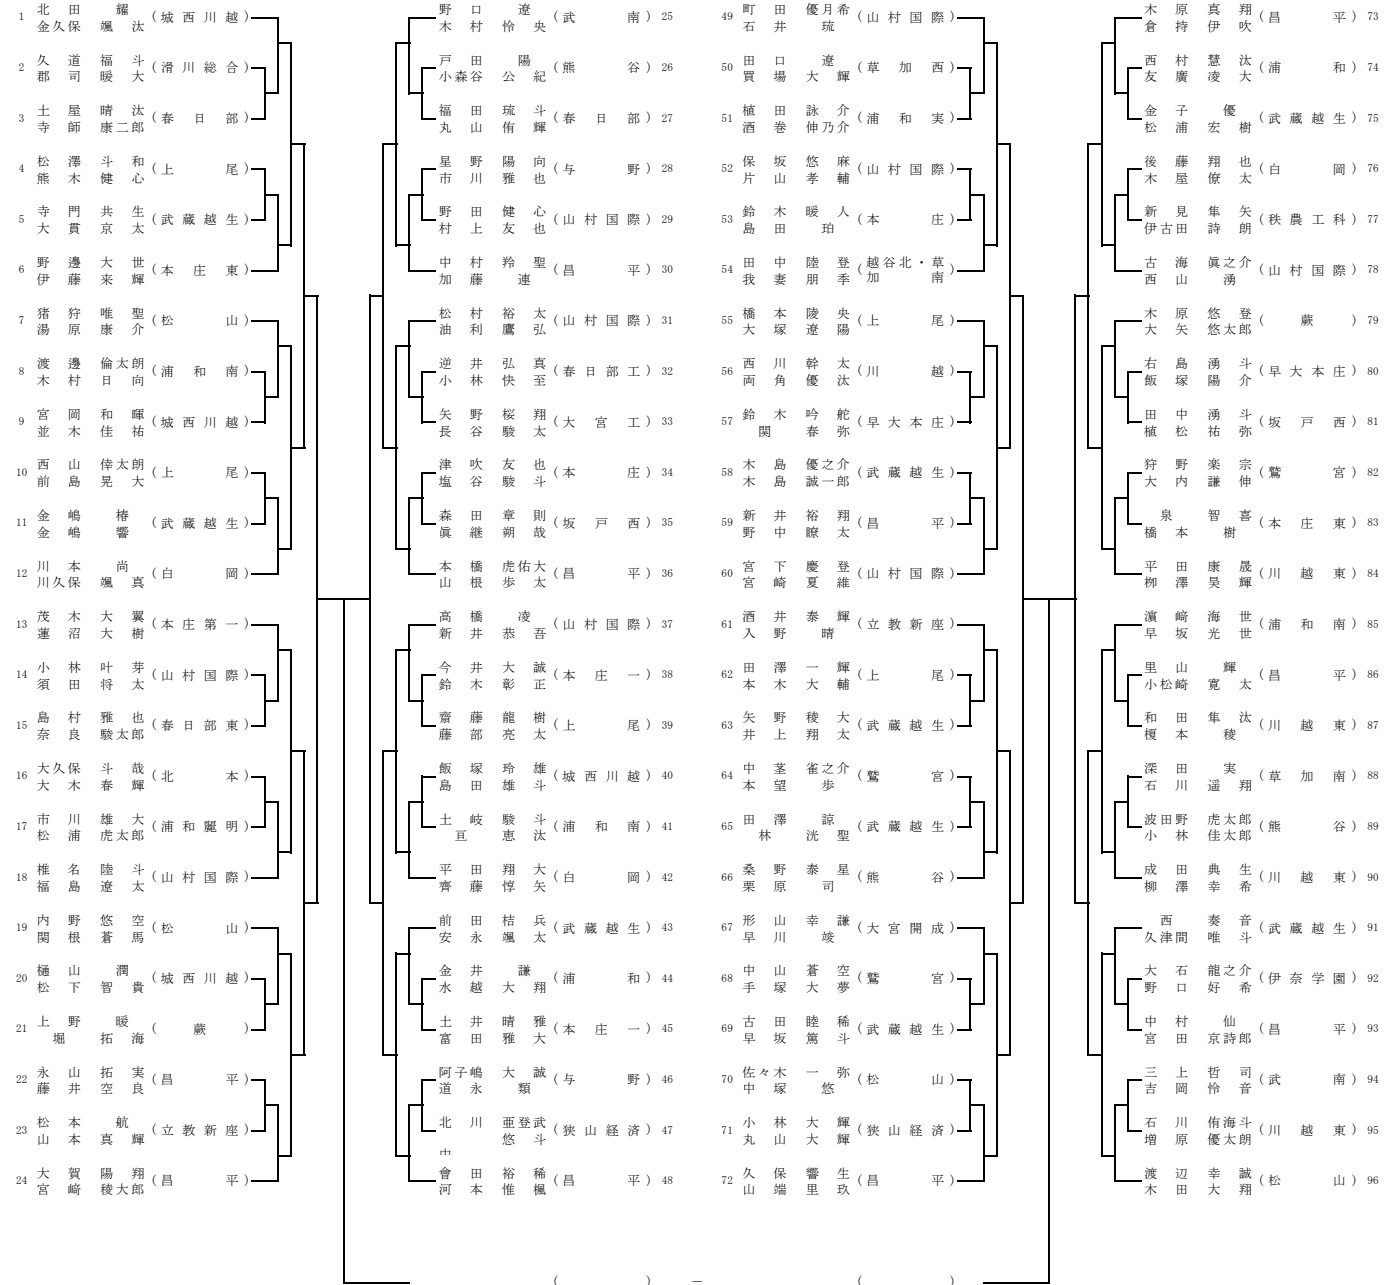 北田 耀
1 (城西川越)
金久保 颯汰
久道 福斗
2 (滑川総合)
郡司 暖大
土屋 晴汰
3 (春日部)
寺師 康二郎
松澤 斗和
4 (上尾)
熊木 健心
寺門 共生
5 (武蔵越生)
大貫 京太
野邊 大世
6 (本庄東)
伊藤 来輝
猪狩 唯聖
7 (松山)
湯原 康介
渡邊 倫太朗
8 (浦和南)
木村 日向
宮岡 和暉
9 (城西川越)
並木 佳祐
西山 倖太朗
10 (上尾)
前島 晃大
金嶋 椿
11 (武蔵越生)
金嶋 響
川本 尚
12 (白岡)
川久保 颯真
茂木 大翼
13 (本庄第一)
蓮沼 大樹
小林 叶芽
14 (山村国際)
須田 将太
島村 雅也
15 (春日部東)
奈良 駿太郎
大久保 斗哉
16 (北本)
大木 春輝
市川 雄大
17 (浦和麗明)
松浦 虎太郎
椎名 陸斗
18 (山村国際)
福島 遼太
内野 悠空
19 (松山)
関根 蒼馬
樋山 潤
20 (城西川越)
松下 智貴
上野 暖
21 (蕨)
堀 拓海
永山 拓実
22 (昌平)
藤井 空良
松本 航
23 (立教新座)
山本 真輝
大賀 陽翔
24 (昌平)
宮崎 稜大郎
野口 遼
(武南) 25
木村 怜央
戸田 陽
(熊谷) 26
小森谷 公紀
福田 琉斗
(春日部) 27
丸山 侑輝
星野 陽向
(与野) 28
市川 雅也
野田 健心
(山村国際) 29
村上 友也
中村 羚聖
(昌平) 30
加藤 連
松村 裕太
(山村国際) 31
油利 鷹弘
逆井 弘真
(春日部工) 32
小林 快至
矢野 桜翔
(大宮工) 33
長谷 駿太
津吹 友也
(本庄) 34
塩谷 駿斗
森田 章則
(坂戸西) 35
眞継 朔哉
本橋 虎佑大
(昌平) 36
山根 歩太
高橋 凌
(山村国際) 37
新井 恭吾
今井 大誠
(本庄一) 38
鈴木 彰正
齋藤 龍樹
(上尾) 39
藤部 亮太
飯塚 玲雄
(城西川越) 40
島田 雄斗
土岐 駿斗
(浦和南) 41
亘 恵汰
平田 翔大
(白岡) 42
齊藤 惇矢
前田 桔兵
(武蔵越生) 43
安永 颯太
金井 謙
(浦和) 44
水越 大翔
土井 晴雅
(本庄一) 45
富田 雅大
阿子嶋 大誠
(与野) 46
道永 類
北川 亜登武
(狭山経済) 47
悠斗
會田 裕稀
(昌平) 48
河本 惟楓
町田 優月希
49 (山村国際)
石井 琉
田口 遼
50 (草加西)
買場 大輝
植田 詠介
51 (浦和実)
酒巻 伸乃介
保坂 悠麻
52 (山村国際)
片山 孝輔
鈴木 暖人
53 (本庄)
島田 珀
田中 陸登
54 (越谷北・草加南)
我妻 朋季
橋本 陵央
55 (上尾)
大塚 遼陽
西川 幹太
56 (川越)
両角 優汰
鈴木 吟舵
57 (早大本庄)
関 春弥
木島 優之介
58 (武蔵越生)
木島 誠一郎
新井 裕翔
59 (昌平)
野中 瞭太
宮下 慶登
60 (山村国際)
宮崎 夏維
酒井 泰輝
61 (立教新座)
入野 晴
田澤 一輝
62 (上尾)
本木 大輔
矢野 稜大
63 (武蔵越生)
井上 翔太
中茎 雀之介
64 (鷲宮)
本望 歩
田澤 諒
65 (武蔵越生)
林 洸聖
桑野 泰星
66 (熊谷)
栗原 司
形山 幸謙
67 (大宮開成)
早川 竣
中山 蒼空
68 (鷲宮)
手塚 大夢
古田 睦稀
69 (武蔵越生)
早坂 篤斗
佐々木 一弥
70 (松山)
中塚 悠
小林 大輝
71 (狭山経済)
丸山 大輝
久保 響生
72 (昌平)
山端 里玖
木原 真翔
(昌平) 73
倉持 伊吹
西村 慧汰
(浦和) 74
友廣 凌大
金子 優
(武蔵越生) 75
松浦 宏樹
後藤 翔也
(白岡) 76
木屋 僚太
新見 隼矢
(秩農工科) 77
伊古田 詩朗
古海 眞之介
(山村国際) 78
西山 湧
木原 悠登
(蕨) 79
大矢 悠太郎
右島 湧斗
(早大本庄) 80
飯塚 陽介
田中 湧斗
(坂戸西) 81
植松 祐弥
狩野 楽宗
(鷲宮) 82
大内 謙伸
泉 智喜
(本庄東) 83
橋本 樹
平田 康晟
(川越東) 84
栁澤 昊輝
濵﨑 海世
(浦和南) 85
早坂 光世
里山 輝
(昌平) 86
小松崎 寛太
和田 隼汰
(川越東) 87
榎本 稜
深田 実
(草加南) 88
石川 遥翔
波田野 虎太郎
(熊谷) 89
小林 佳太郎
成田 典生
(川越東) 90
柳澤 幸希
西 奏音
(武蔵越生) 91
久津間 唯斗
大石 龍之介
(伊奈学園) 92
野口 好希
中村 仙
(昌平) 93
宮田 京詩郎
三上 哲司
(武南) 94
吉岡 怜音
石川 侑海斗
(川越東) 95
増原 優太朗
渡辺 幸誠
(松山) 96
木田 大翔
( ) － ( )